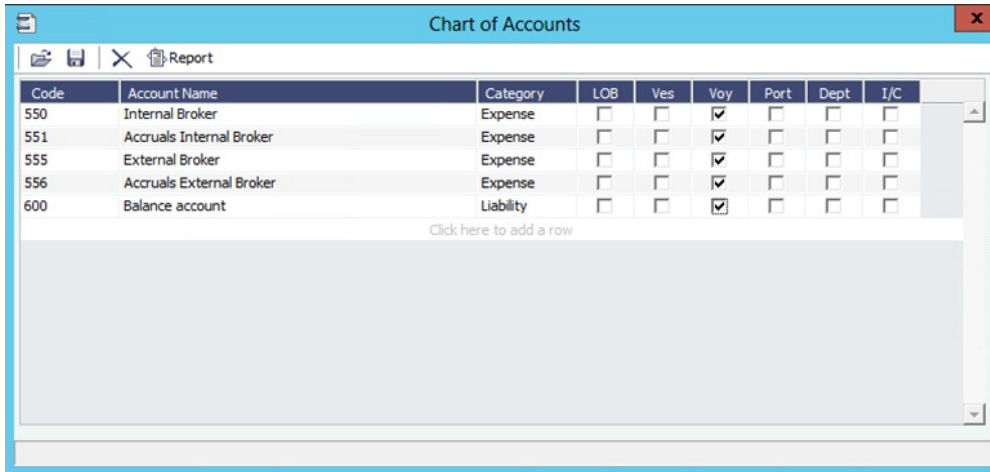 Chart of Accounts
x
Report
Code Account Name Category LOB Ves Voy Port Dept I/C
550 Internal Broker Expense
551 Accruals Internal Broker Expense
555 External Broker Expense
556 Accruals External Broker Expense
600 Balance account Liability
Click here to add a row